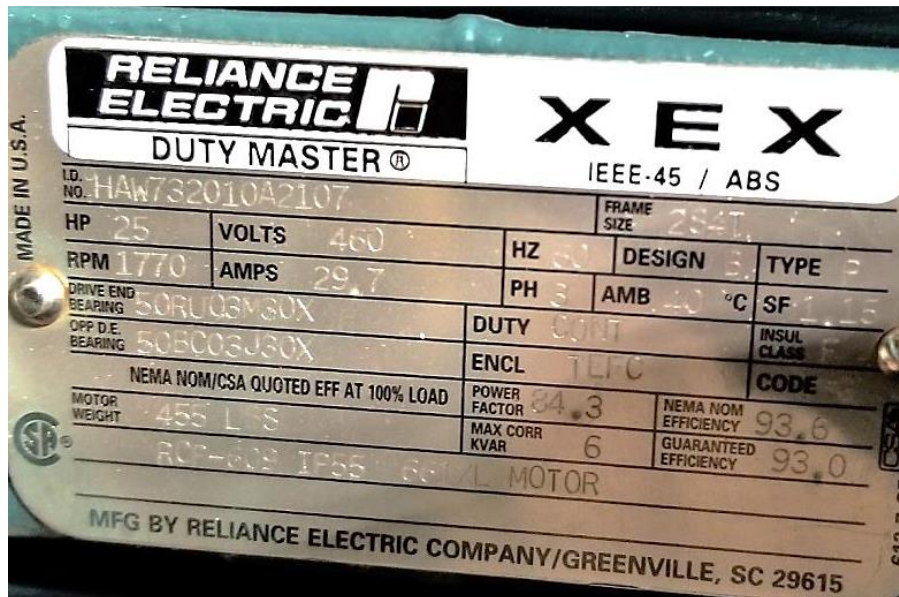 RELIANCE
ELECTRIC
DUTY MASTER ®
XEX
IEEE-45 / ABS
MADE IN U.S.A.
I.D. NO. HAW732010A2107
FRAME SIZE 284T
HP 25 VOLTS 460 HZ 60 DESIGN B TYPE P
RPM 1770 AMPS 29.7 PH 3 AMB 40 °C SF 1.15
DRIVE END BEARING 50RU03M30X DUTY CONT INSUL CLASS F
OPP D.E. BEARING 50BC03J30X ENCL TEFC CODE
NEMA NOM/CSA QUOTED EFF AT 100% LOAD POWER FACTOR 84.3 NEMA NOM EFFICIENCY 93.6
MOTOR WEIGHT 455 LBS MAX CORR KVAR 6 GUARANTEED EFFICIENCY 93.0
IP55 MOTOR
MFG BY RELIANCE ELECTRIC COMPANY/GREENVILLE, SC 29615